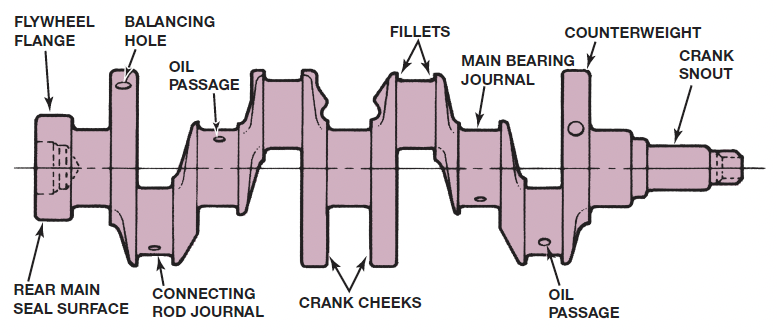 FLYWHEEL
FLANGE
BALANCING
HOLE
OIL
PASSAGE
FILLETS
MAIN BEARING
JOURNAL
COUNTERWEIGHT
CRANK
SNOUT
REAR MAIN
SEAL SURFACE
CONNECTING
ROD JOURNAL
CRANK CHEEKS
OIL
PASSAGE